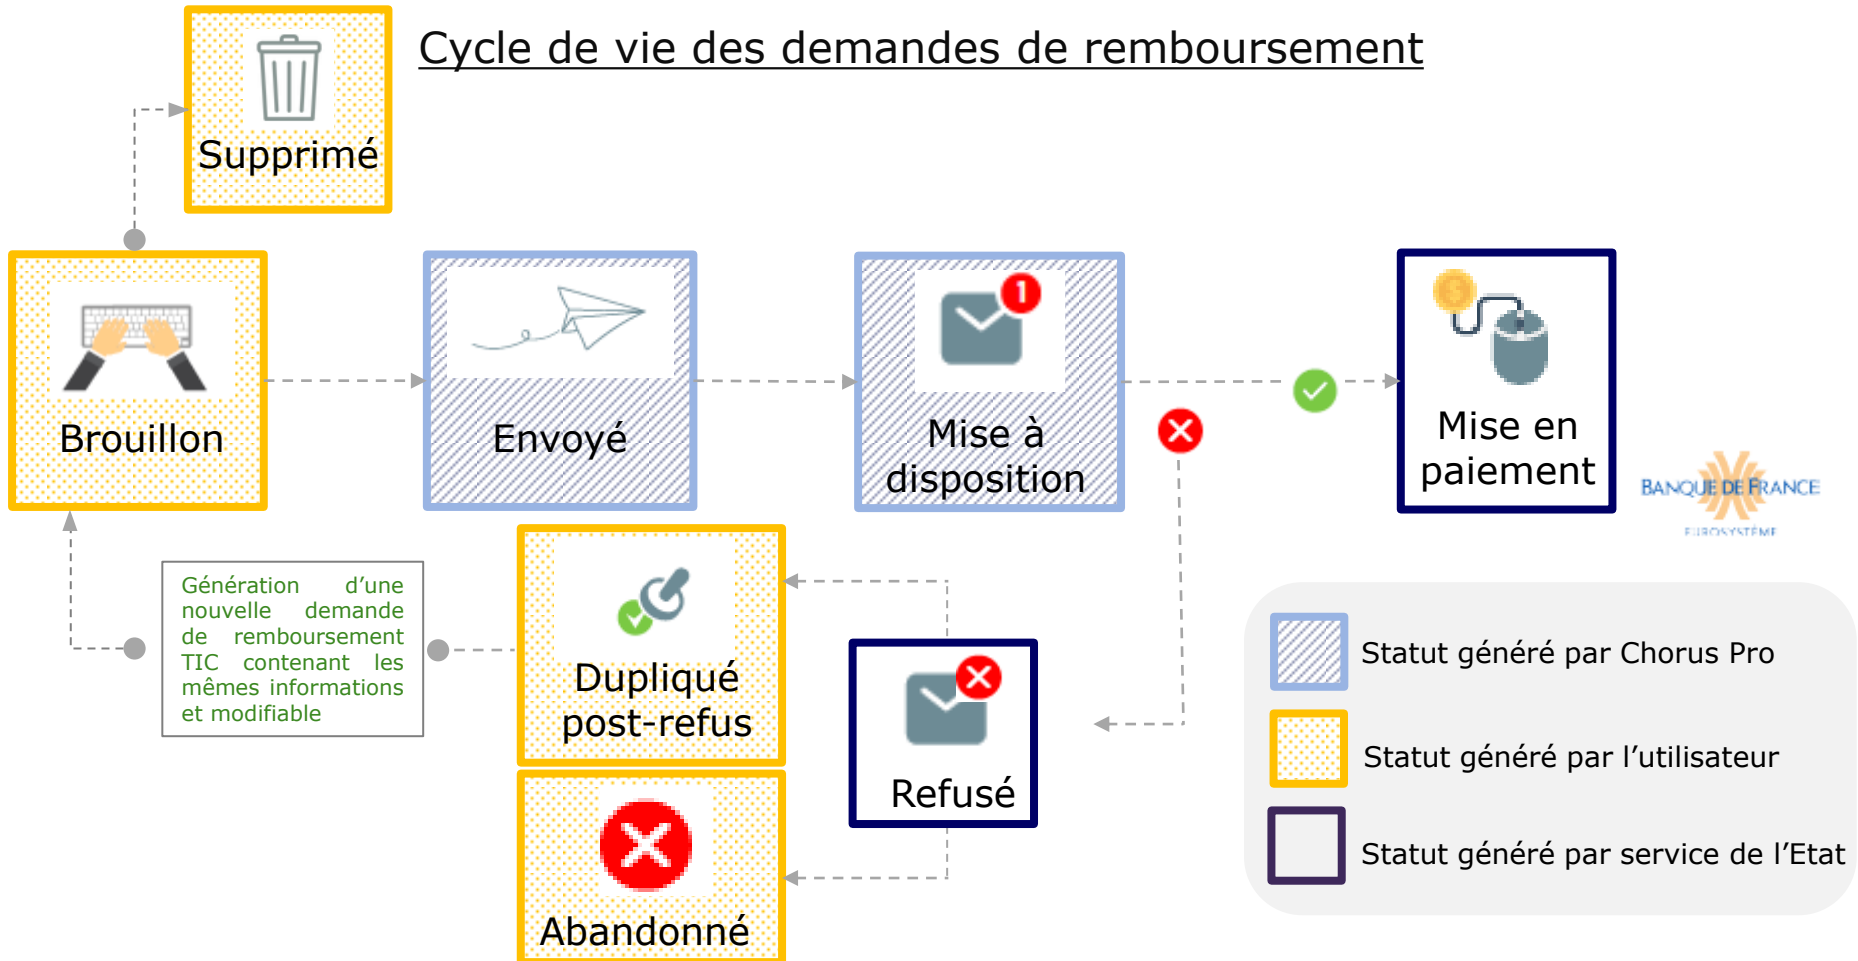 Cycle de vie des demandes de remboursement
Supprimé
Brouillon
Envoyé
1
Mise à
disposition
Mise en
paiement
BANQUE DE FRANCE
EUROSYSTÈME
Génération d’une
nouvelle demande
de remboursement
TIC contenant les
mêmes informations
et modifiable
Dupliqué
post-refus
Refusé
Abandonné
Statut généré par Chorus Pro
Statut généré par l’utilisateur
Statut généré par service de l’Etat